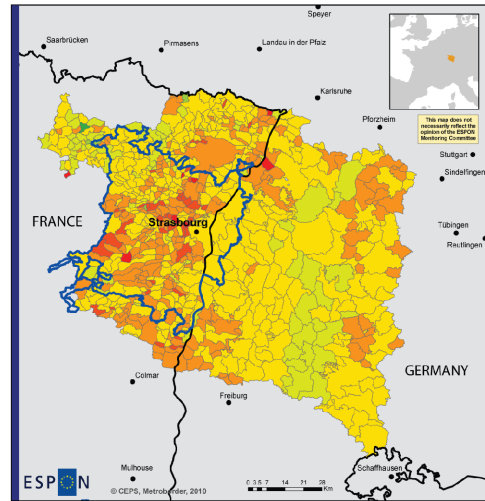 Speyer
Saarbrücken
Pirmasens
Landau in der Pfalz
Karlsruhe
Pforzheim
This map does not
necessarily reflect the
opinion of the ESPON
Monitoring Committee
Stuttgart
Sindelfingen
FRANCE
Strasbourg
Tübingen
Reutlingen
GERMANY
Colmar
Freiburg
Mulhouse
Schaffhausen
ESPON
© CEPS, Metroborder, 2010
0 3.5 7 14 21 28
Km